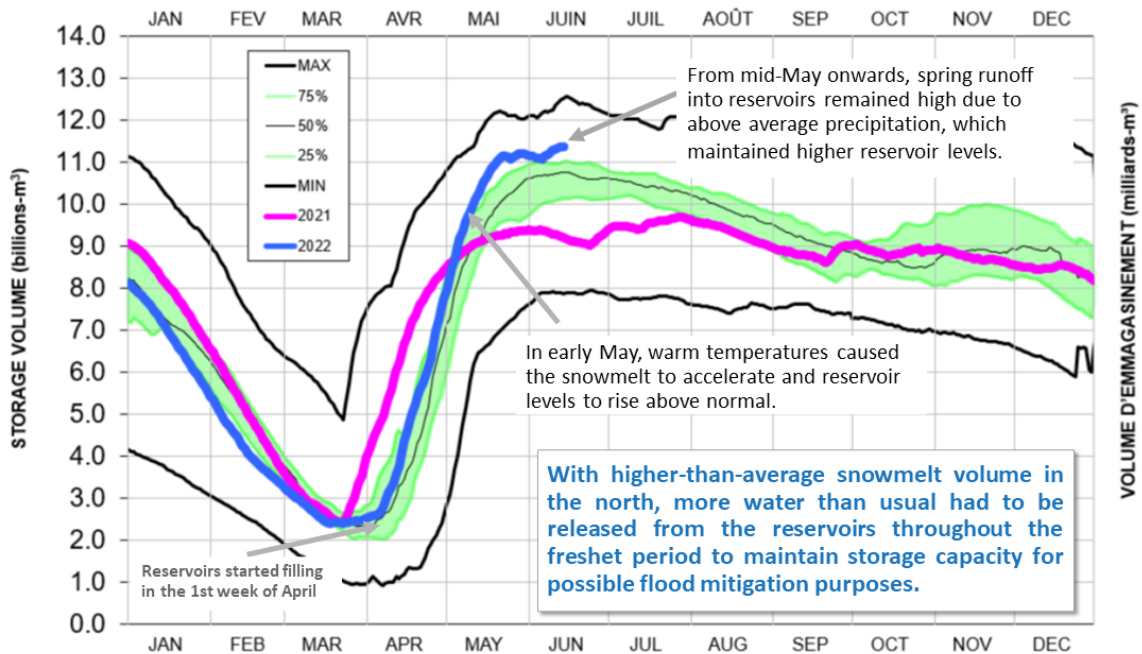 JAN FEV MAR AVR MAI JUIN JUIL AOÛT SEP OCT NOV DEC
14.0
13.0
12.0
11.0
10.0
9.0
8.0
7.0
6.0
5.0
4.0
3.0
2.0
1.0
0.0
STORAGE VOLUME (billions-m³)
MAX
75%
50%
25%
MIN
2021
2022
From mid-May onwards, spring runoff
into reservoirs remained high due to
above average precipitation, which
maintained higher reservoir levels.
In early May, warm temperatures caused
the snowmelt to accelerate and reservoir
levels to rise above normal.
With higher-than-average snowmelt volume in
the north, more water than usual had to be
released from the reservoirs throughout the
freshet period to maintain storage capacity for
possible flood mitigation purposes.
Reservoirs started filling
in the 1st week of April
VOLUME D'EMMAGASINEMENT (milliards-m³)
JAN FEB MAR APR MAY JUN JUL AUG SEP OCT NOV DEC